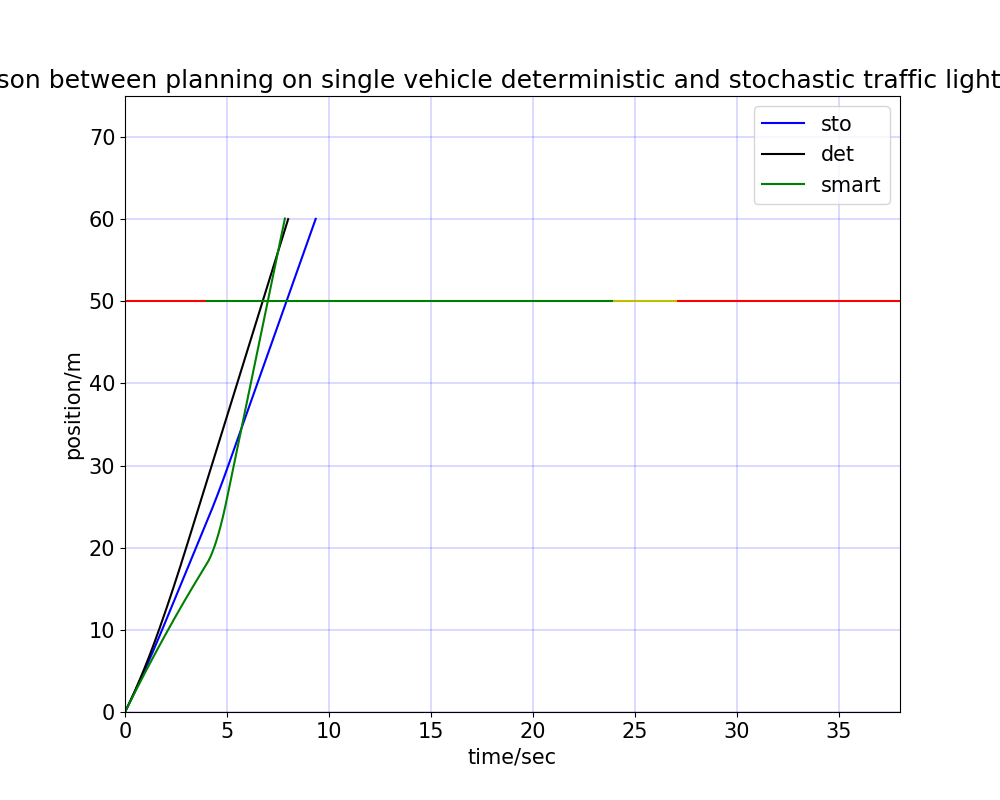 son between planning on single vehicle deterministic and stochastic traffic light
sto
det
smart
70
60
50
40
30
20
10
0
position/m
0 5 10 15 20 25 30 35
time/sec